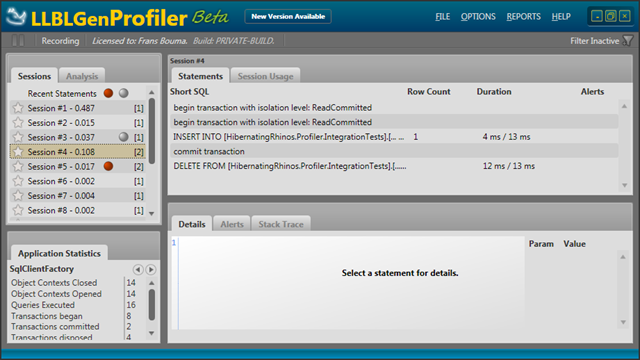 LLBLGenProfiler Beta
New Version Available
FILE OPTIONS REPORTS HELP
Recording Licensed to: Frans Bouma. Build: PRIVATE-BUILD.
Filter Inactive
Sessions Analysis
Recent Statements
Session #1 - 0.487 [1]
Session #2 - 0.015 [1]
Session #3 - 0.037 [1]
Session #4 - 0.108 [2]
Session #5 - 0.017 [2]
Session #6 - 0.002 [1]
Session #7 - 0.004 [1]
Session #8 - 0.002 [1]
Application Statistics
SqlClientFactory
Object Contexts Closed 14
Object Contexts Opened 14
Queries Executed 16
Transactions began 8
Transactions committed 2
Transactions disposed 4
Session #4
Statements Session Usage
Short SQL Row Count Duration Alerts
begin transaction with isolation level: ReadCommitted
begin transaction with isolation level: ReadCommitted
INSERT INTO [HibernatingRhinos.Profiler.IntegrationTests].[... ... 1 4 ms / 13 ms
commit transaction
DELETE FROM [HibernatingRhinos.Profiler.IntegrationTests].[...... 12 ms / 13 ms
Details Alerts Stack Trace
1
Select a statement for details.
Param Value